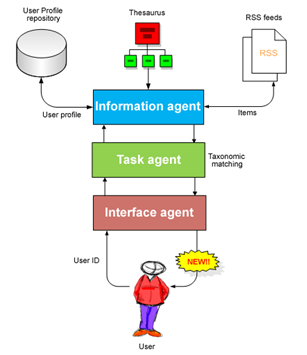 User Profile
repository
Thesaurus
RSS feeds
RSS
Information agent
User profile
Items
Task agent
Taxonomic
matching
Interface agent
User ID
NEW!!
User